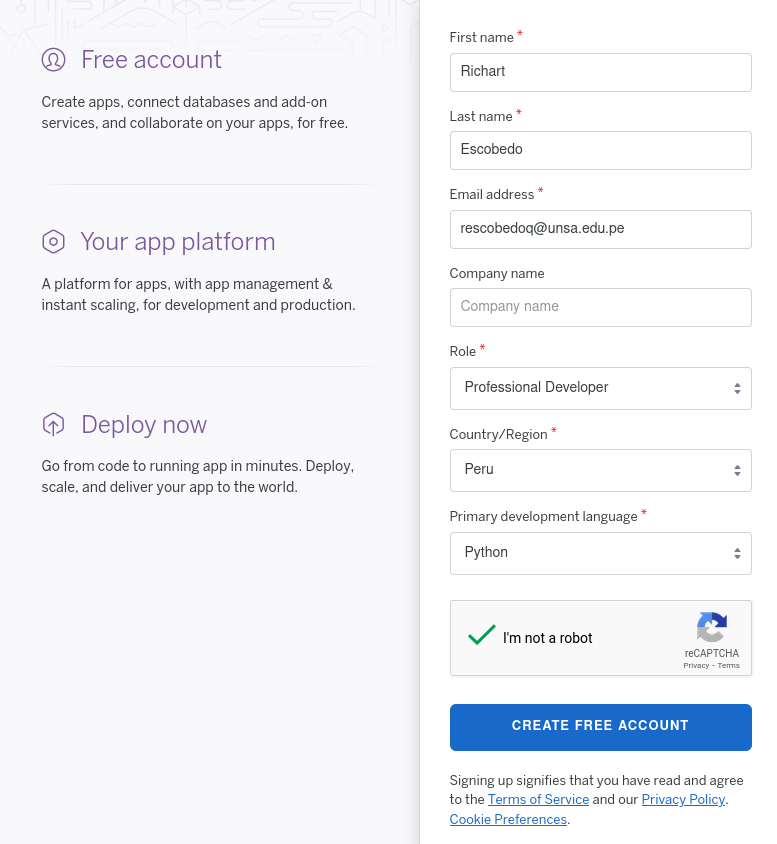 Free account
Create apps, connect databases and add-on
services, and collaborate on your apps, for free.
Your app platform
A platform for apps, with app management &
instant scaling, for development and production.
Deploy now
Go from code to running app in minutes. Deploy,
scale, and deliver your app to the world.
First name *
Richart
Last name *
Escobedo
Email address *
rescobedoq@unsa.edu.pe
Company name
Company name
Role *
Professional Developer
Country/Region *
Peru
Primary development language *
Python
I'm not a robot
reCAPTCHA
Privacy - Terms
CREATE FREE ACCOUNT
Signing up signifies that you have read and agree
to the Terms of Service and our Privacy Policy.
Cookie Preferences.